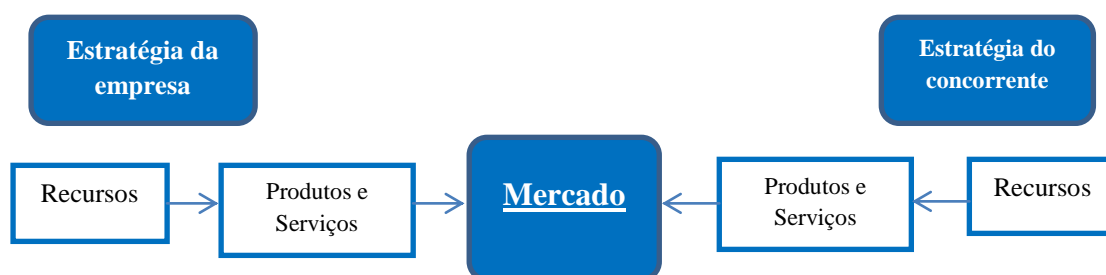 Estratégia da
empresa
Estratégia do
concorrente
Recursos
Produtos e
Serviços
Mercado
Produtos e
Serviços
Recursos